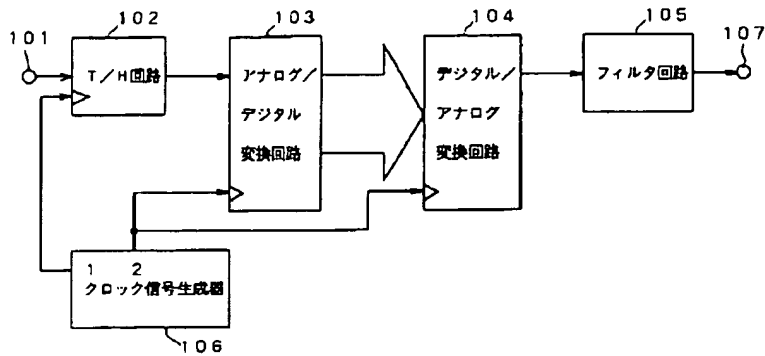 102
103
104
105
101
107
T/H回路
アナログ/
デジタル
変換回路
デジタル/
アナログ
変換回路
フィルタ回路
1 2
クロック信号生成器
106